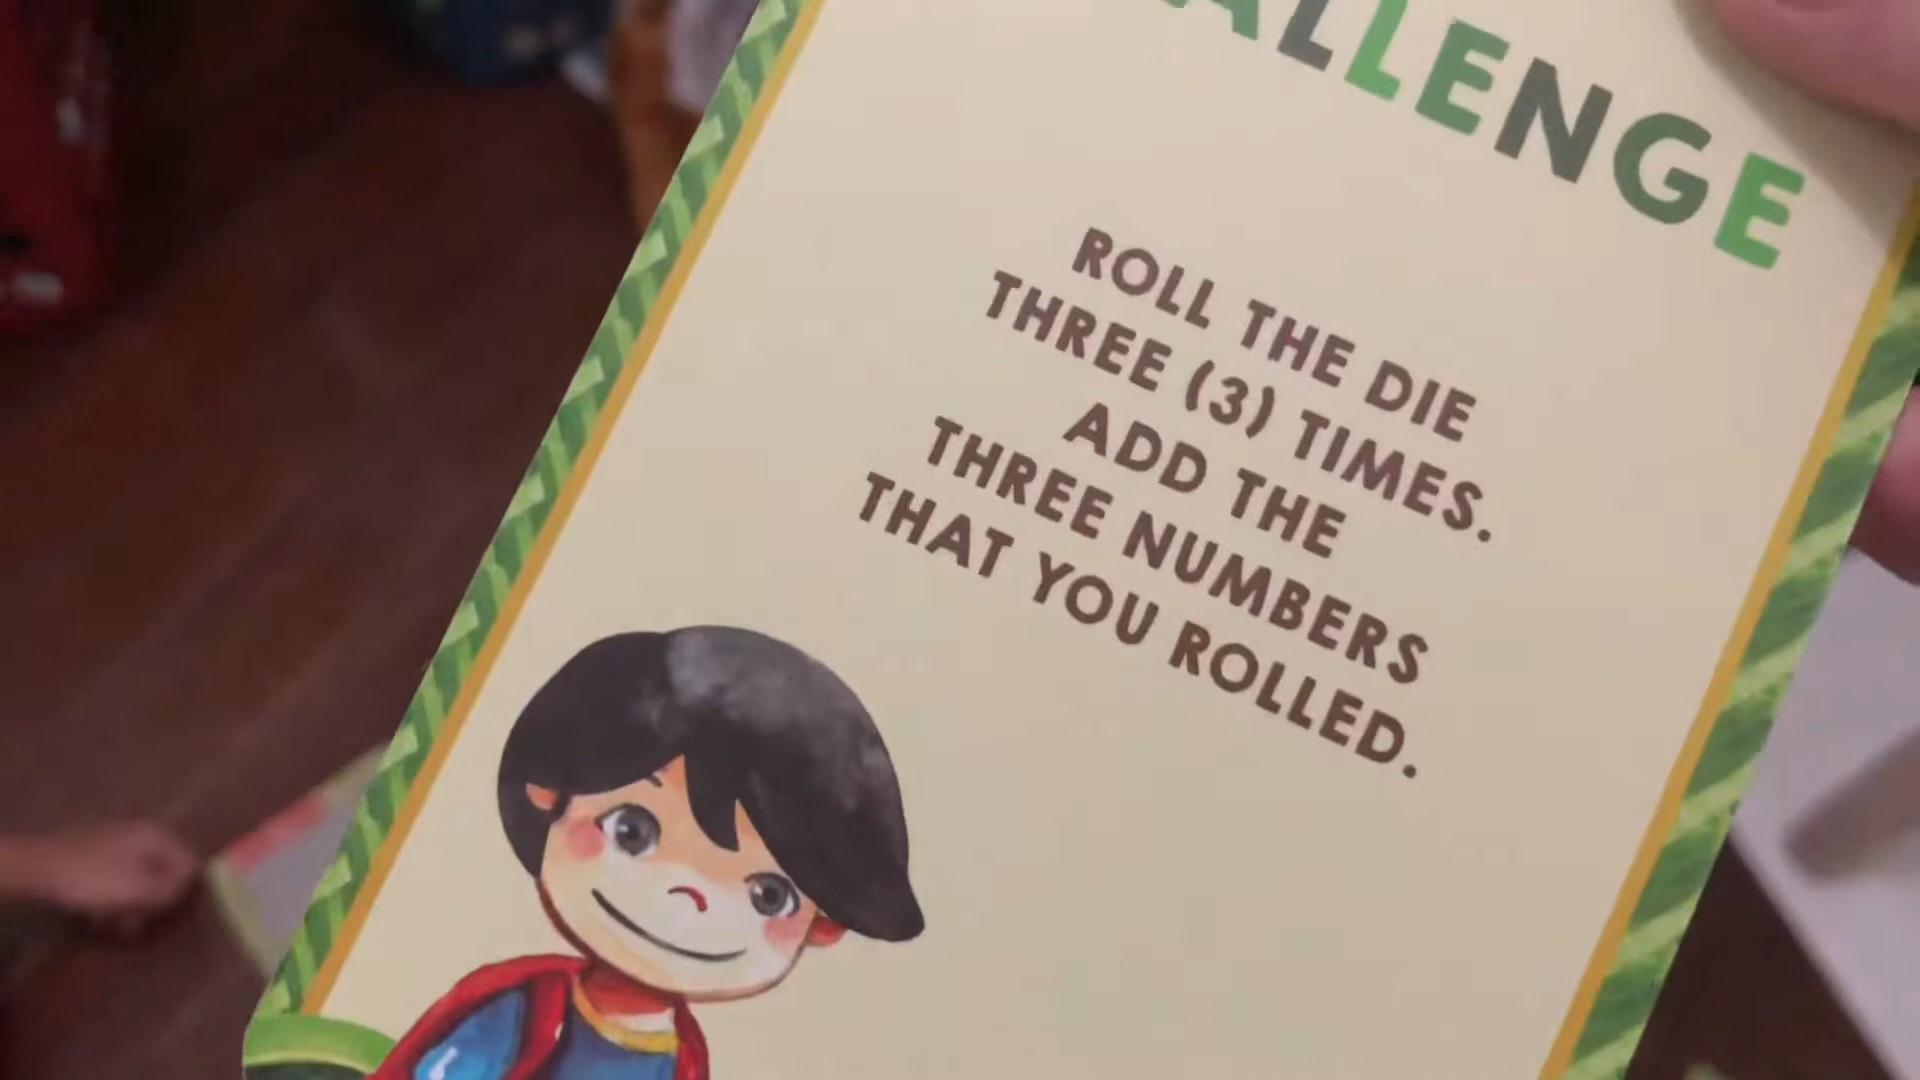 ALLENGE
ROLL THE DIE
THREE (3) TIMES.
ADD THE
THREE NUMBERS
THAT YOU ROLLED.